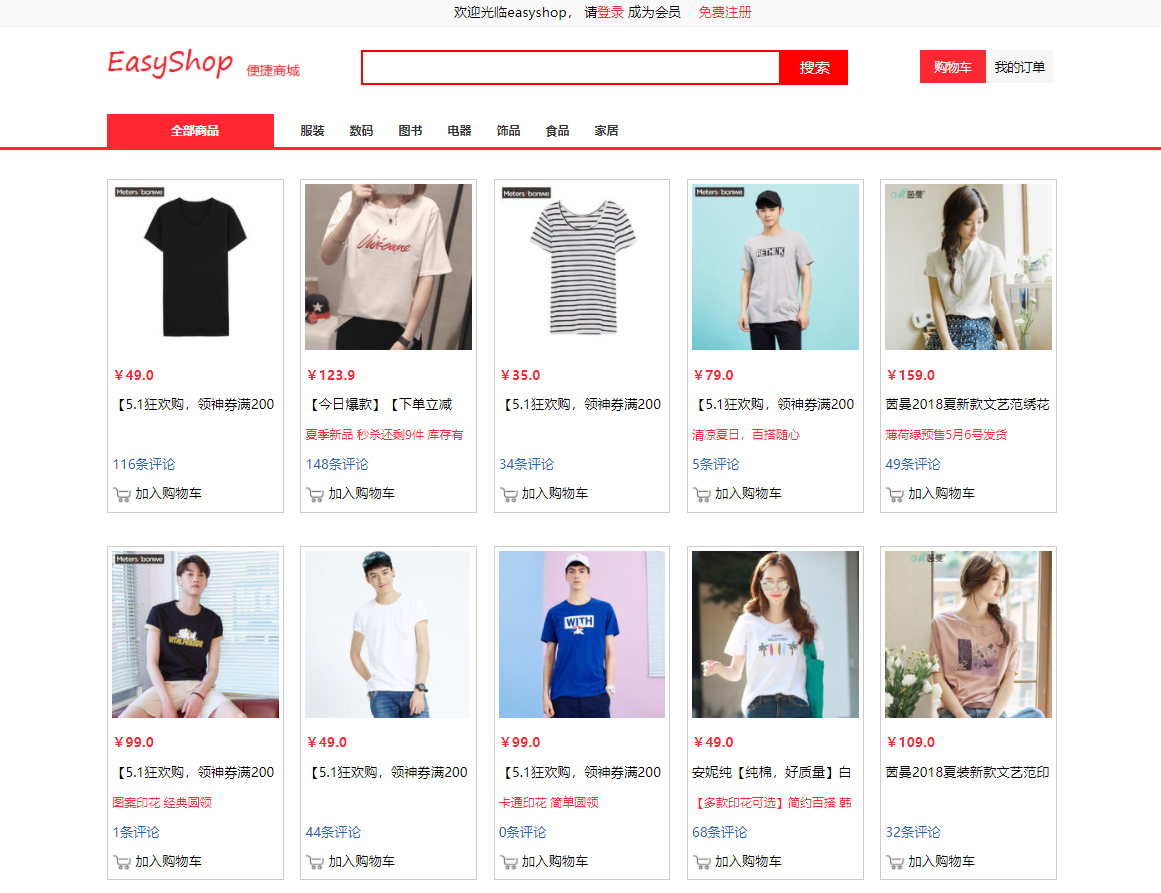 欢迎光临easyshop， 请登录 成为会员 免费注册
EasyShop 便捷商城
搜索
购物车 我的订单
全部商品 服装 数码 图书 电器 饰品 食品 家居
Meters/bonwe
Meters/bonwe
Meters/bonwe
茵曼
￥49.0 ￥123.9 ￥35.0 ￥79.0 ￥159.0
【5.1狂欢购，领神券满200 【今日爆款】【下单立减 【5.1狂欢购，领神券满200 【5.1狂欢购，领神券满200 茵曼2018夏新款文艺范绣花
夏季新品 秒杀还剩9件 库存有 清凉夏日，百搭随心 薄荷绿预售5月6号发货
116条评论 148条评论 34条评论 5条评论 49条评论
加入购物车 加入购物车 加入购物车 加入购物车 加入购物车
Meters/bonwe
WITH
茵曼
￥99.0 ￥49.0 ￥99.0 ￥49.0 ￥109.0
【5.1狂欢购，领神券满200 【5.1狂欢购，领神券满200 【5.1狂欢购，领神券满200 安妮纯【纯棉，好质量】白 茵曼2018夏装新款文艺范印
图案印花 经典圆领 卡通印花 简单圆领 【多款印花可选】简约百搭 韩
1条评论 44条评论 0条评论 68条评论 32条评论
加入购物车 加入购物车 加入购物车 加入购物车 加入购物车